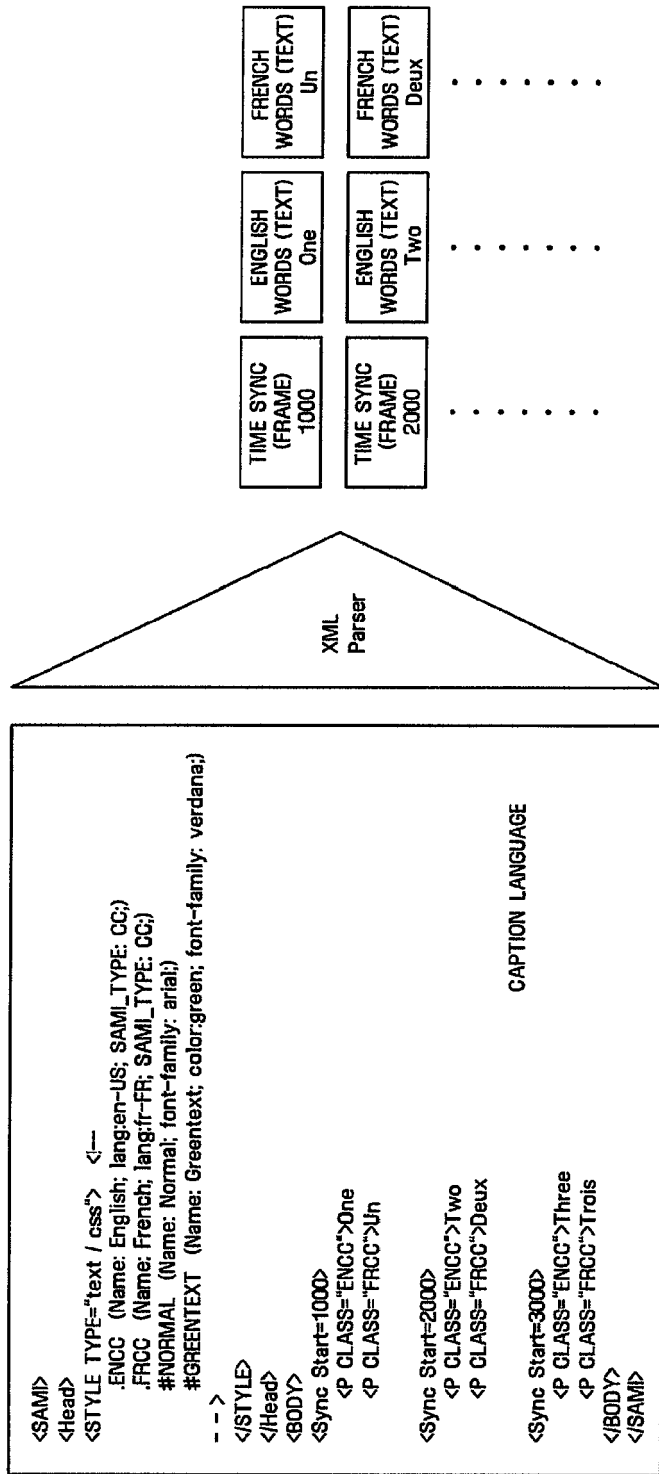 <SAMI>
<Head>
<STYLE TYPE="text / css"> <!--
.ENCC (Name: English; lang:en-US; SAMI_TYPE: CC;)
.FRCC (Name: French; lang:fr-FR; SAMI_TYPE: CC;)
#NORMAL (Name: Normal; font-family: arial;)
#GREENTEXT (Name: Greentext; color:green; font-family: verdana;)
-->
</STYLE>
</Head>
<BODY>
<Sync Start=1000>
<P CLASS="ENCC">One
<P CLASS="FRCC">Un
<Sync Start=2000>
<P CLASS="ENCC">Two
<P CLASS="FRCC">Deux
CAPTION LANGUAGE
<Sync Start=3000>
<P CLASS="ENCC">Three
<P CLASS="FRCC">Trois
</BODY>
</SAMI>
XML
Parser
TIME SYNC
(FRAME)
1000
ENGLISH
WORDS (TEXT)
One
FRENCH
WORDS (TEXT)
Un
TIME SYNC
(FRAME)
2000
ENGLISH
WORDS (TEXT)
Two
FRENCH
WORDS (TEXT)
Deux